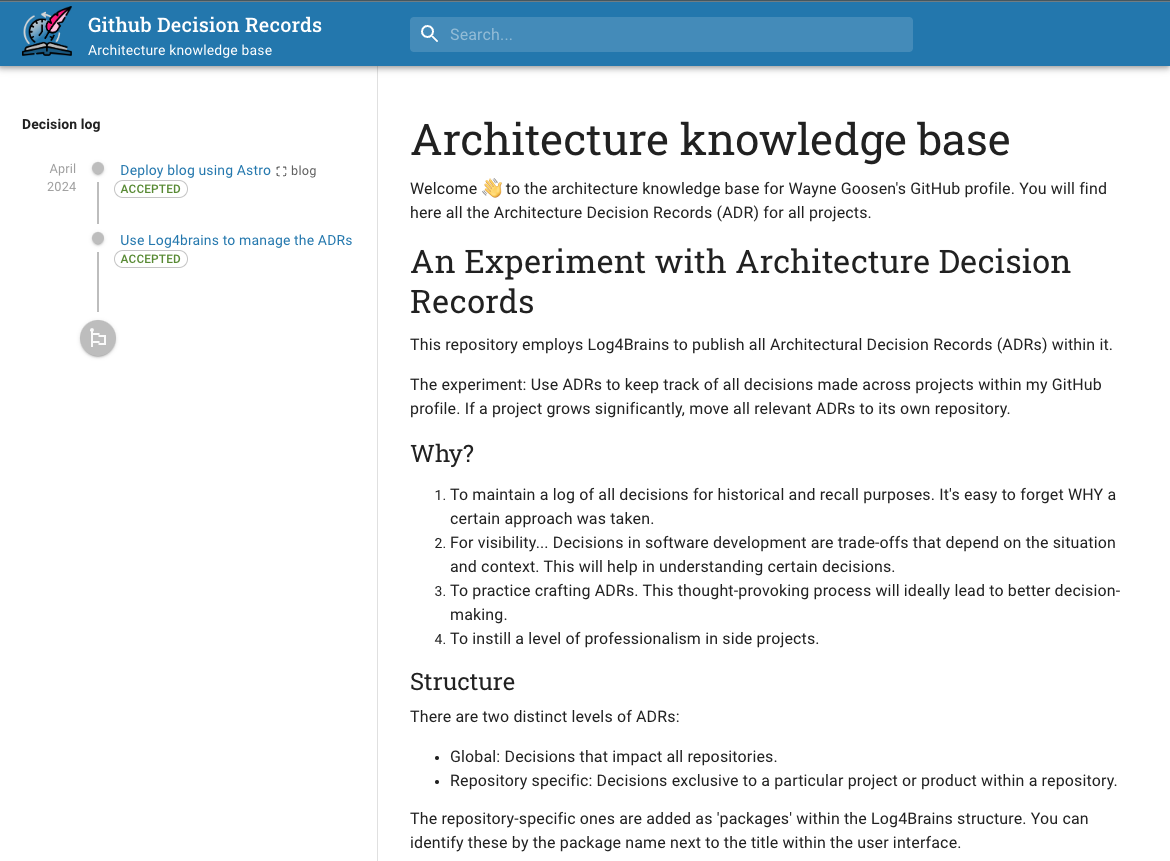 Github Decision Records
Architecture knowledge base
Search...
Decision log
April
2024
Deploy blog using Astro blog
ACCEPTED
Use Log4brains to manage the ADRs
ACCEPTED
Architecture knowledge base
Welcome 👋 to the architecture knowledge base for Wayne Goosen's GitHub profile. You will find
here all the Architecture Decision Records (ADR) for all projects.
An Experiment with Architecture Decision
Records
This repository employs Log4Brains to publish all Architectural Decision Records (ADRs) within it.
The experiment: Use ADRs to keep track of all decisions made across projects within my GitHub
profile. If a project grows significantly, move all relevant ADRs to its own repository.
Why?
1. To maintain a log of all decisions for historical and recall purposes. It's easy to forget WHY a
certain approach was taken.
2. For visibility... Decisions in software development are trade-offs that depend on the situation
and context. This will help in understanding certain decisions.
3. To practice crafting ADRs. This thought-provoking process will ideally lead to better decision-
making.
4. To instill a level of professionalism in side projects.
Structure
There are two distinct levels of ADRs:
• Global: Decisions that impact all repositories.
• Repository specific: Decisions exclusive to a particular project or product within a repository.
The repository-specific ones are added as 'packages' within the Log4Brains structure. You can
identify these by the package name next to the title within the user interface.